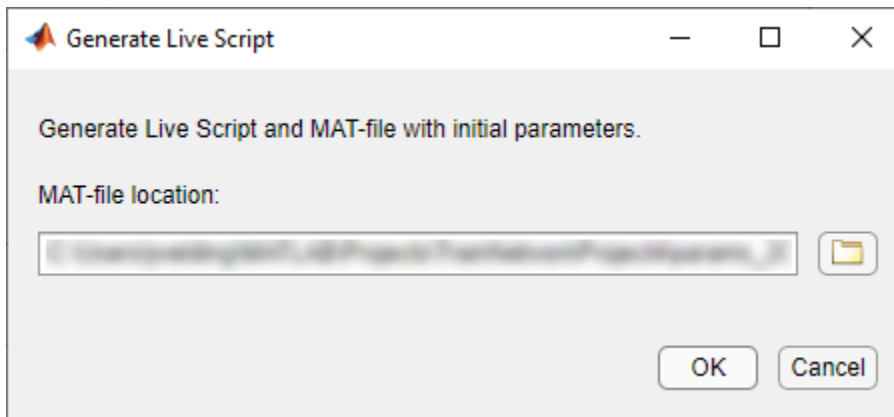 Generate Live Script
Generate Live Script and MAT-file with initial parameters.
MAT-file location:
OK
Cancel